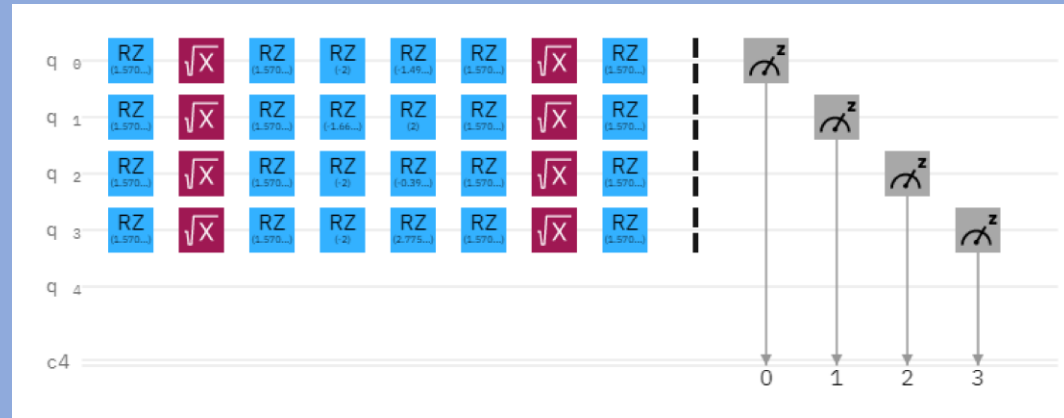 q 0 RZ (1.570...) √X RZ (1.570...) RZ (-2) RZ (-1.49...) RZ (1.570...) √X RZ (1.570...) z
q 1 RZ (1.570...) √X RZ (1.570...) RZ (-1.66...) RZ (2) RZ (1.570...) √X RZ (1.570...) z
q 2 RZ (1.570...) √X RZ (1.570...) RZ (-2) RZ (-0.39...) RZ (1.570...) √X RZ (1.570...) z
q 3 RZ (1.570...) √X RZ (1.570...) RZ (-2) RZ (2.775...) RZ (1.570...) √X RZ (1.570...) z
q 4
c4
0 1 2 3